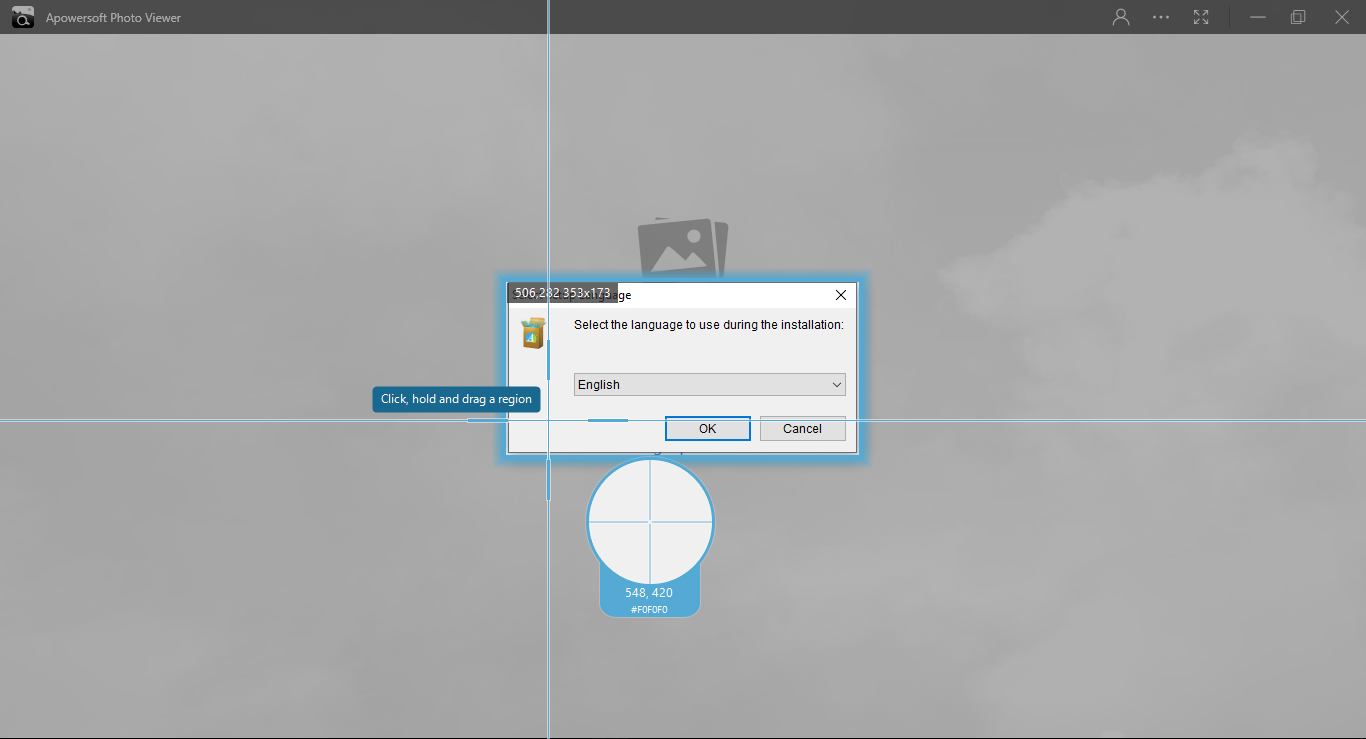 Apowersoft Photo Viewer
506,282 353x173
Select the language to use during the installation:
English
Click, hold and drag a region
OK
Cancel
548, 420
#F0F0F0